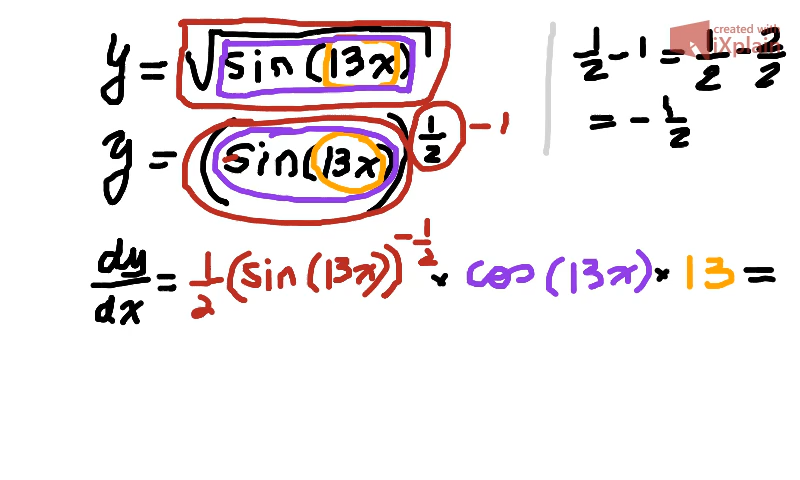 y = √sin(13x)
y = (sin(13x))^(1/2) - 1
dy/dx = 1/2 (sin(13x))^(-1/2) · cos(13x) · 13 =
created with
iXplain
1/2 - 1 = 1/2 - 2/2
= - 1/2